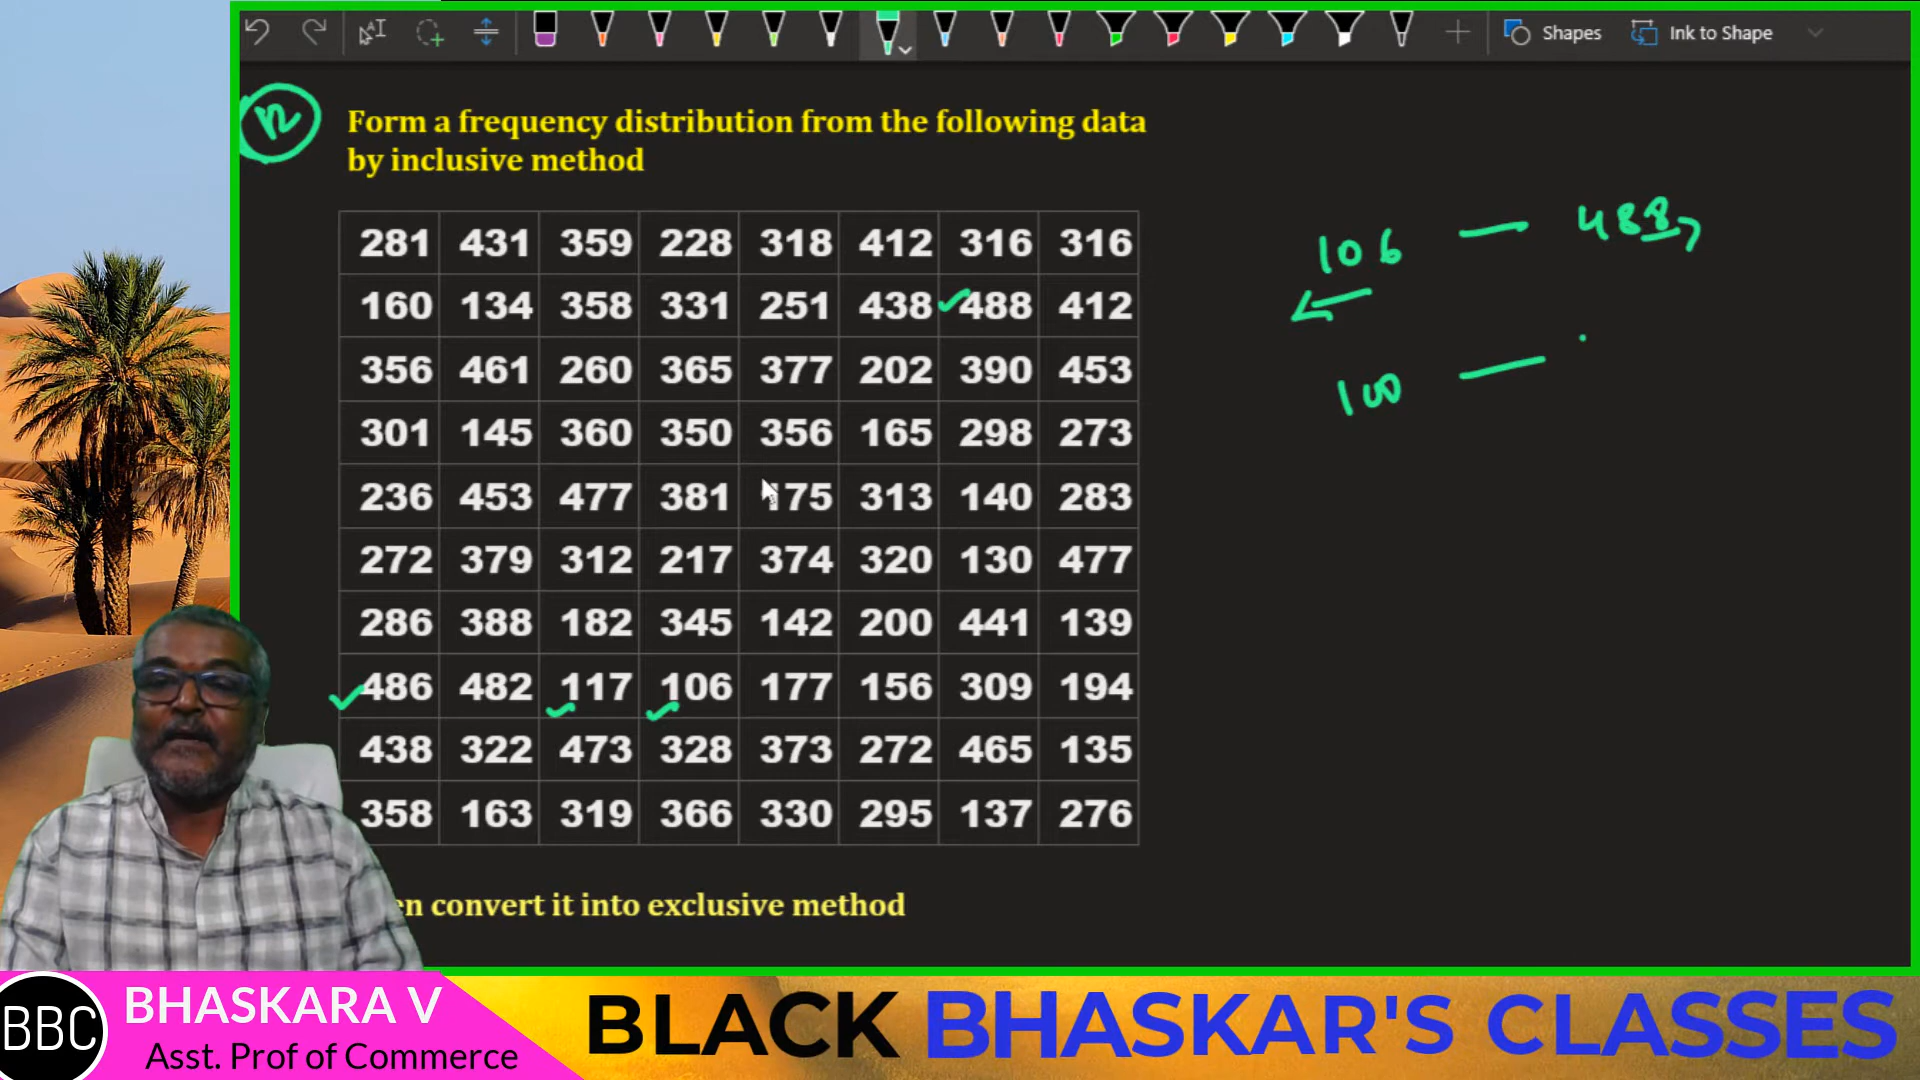 Shapes Ink to Shape
12 Form a frequency distribution from the following data
by inclusive method
281 431 359 228 318 412 316 316
160 134 358 331 251 438 488 412
356 461 260 365 377 202 390 453
301 145 360 350 356 165 298 273
236 453 477 381 75 313 140 283
272 379 312 217 374 320 130 477
286 388 182 345 142 200 441 139
486 482 117 106 177 156 309 194
438 322 473 328 373 272 465 135
358 163 319 366 330 295 137 276
106 — 488
100 —
en convert it into exclusive method
BBC
BHASKARA V
Asst. Prof of Commerce
BLACK BHASKAR'S CLASSES